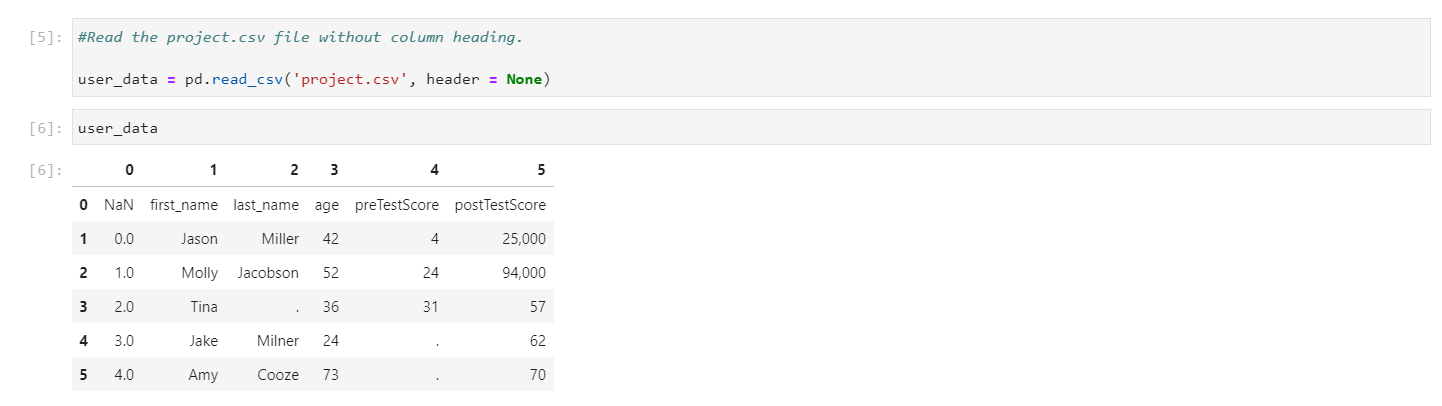 [5]: #Read the project.csv file without column heading.
user_data = pd.read_csv('project.csv', header = None)
[6]: user_data
[6]: 0 1 2 3 4 5
0 NaN first_name last_name age preTestScore postTestScore
1 0.0 Jason Miller 42 4 25,000
2 1.0 Molly Jacobson 52 24 94,000
3 2.0 Tina . 36 31 57
4 3.0 Jake Milner 24 . 62
5 4.0 Amy Cooze 73 . 70